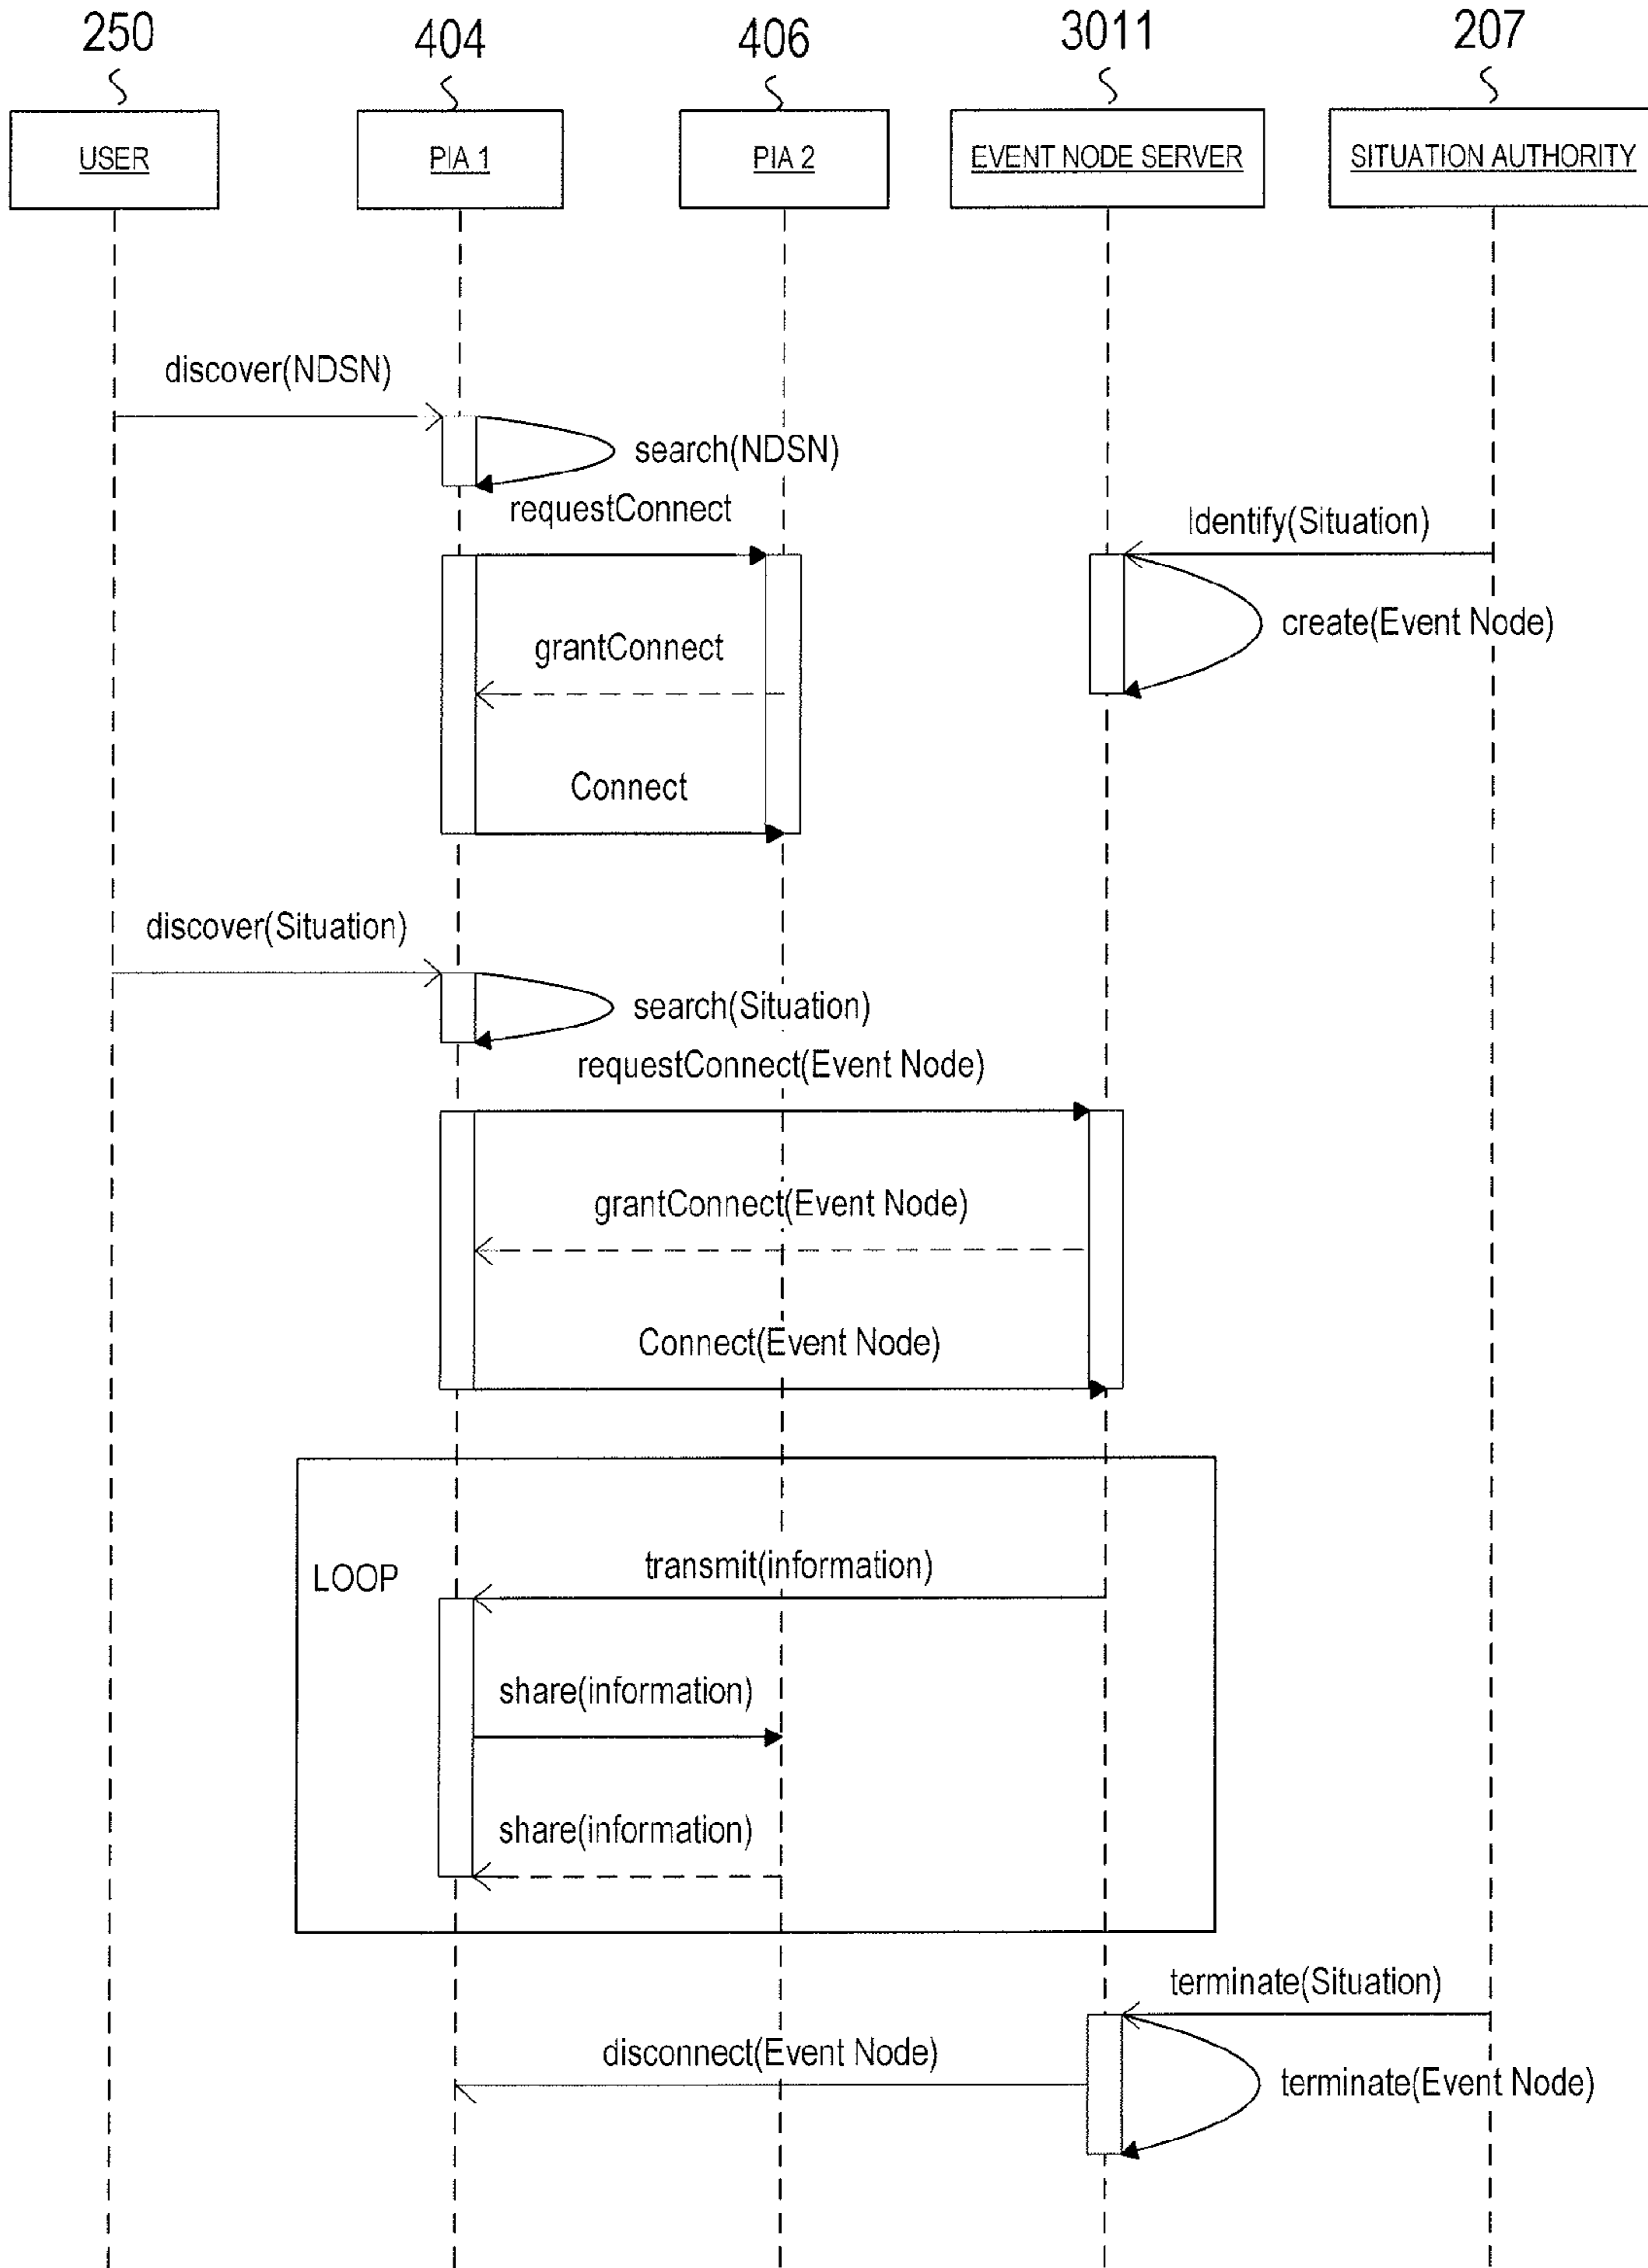 250
404
406
3011
207
USER
PIA 1
PIA 2
EVENT NODE SERVER
SITUATION AUTHORITY
discover(NDSN)
search(NDSN)
requestConnect
Identify(Situation)
create(Event Node)
grantConnect
Connect
discover(Situation)
search(Situation)
requestConnect(Event Node)
grantConnect(Event Node)
Connect(Event Node)
LOOP
transmit(information)
share(information)
share(information)
terminate(Situation)
disconnect(Event Node)
terminate(Event Node)